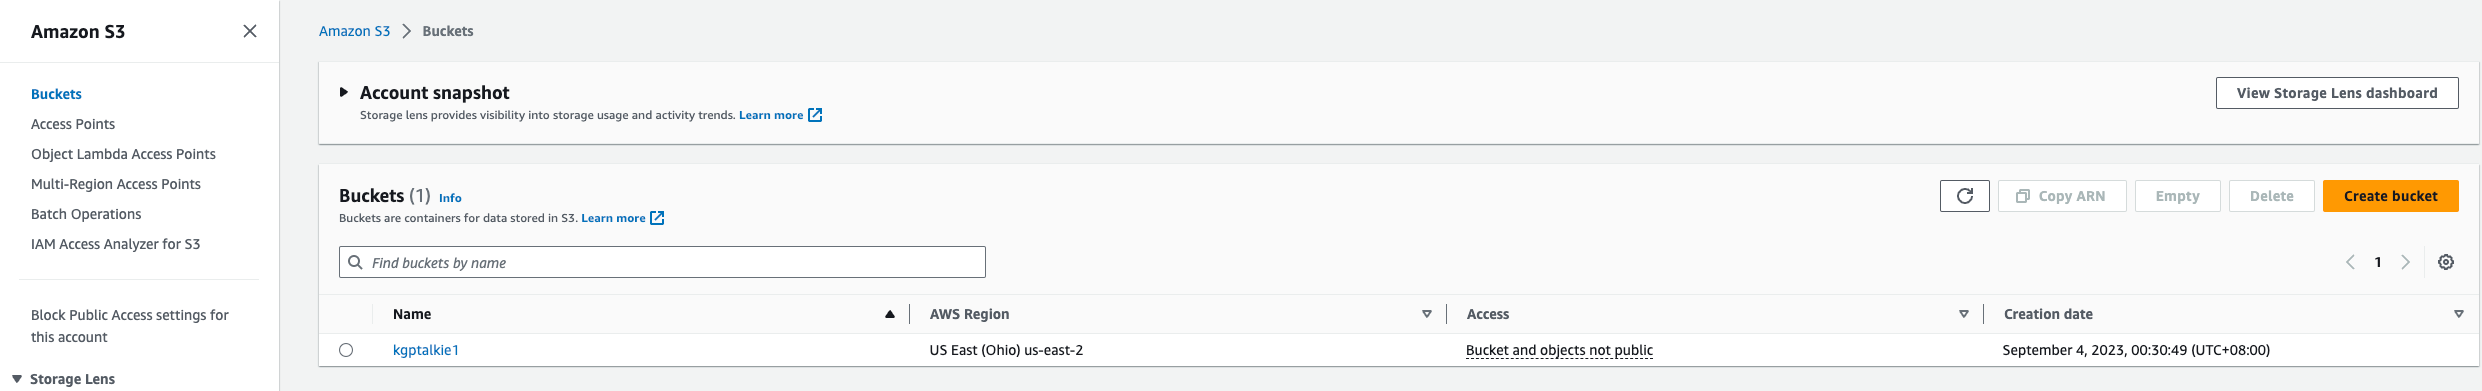 Amazon S3
Buckets
Access Points
Object Lambda Access Points
Multi-Region Access Points
Batch Operations
IAM Access Analyzer for S3
Block Public Access settings for
this account
Storage Lens
Amazon S3 Buckets
Account snapshot
Storage lens provides visibility into storage usage and activity trends. Learn more
View Storage Lens dashboard
Buckets (1) Info
Buckets are containers for data stored in S3. Learn more
Copy ARN Empty Delete Create bucket
Find buckets by name
1
Name AWS Region Access Creation date
kgptalkie1 US East (Ohio) us-east-2 Bucket and objects not public September 4, 2023, 00:30:49 (UTC+08:00)